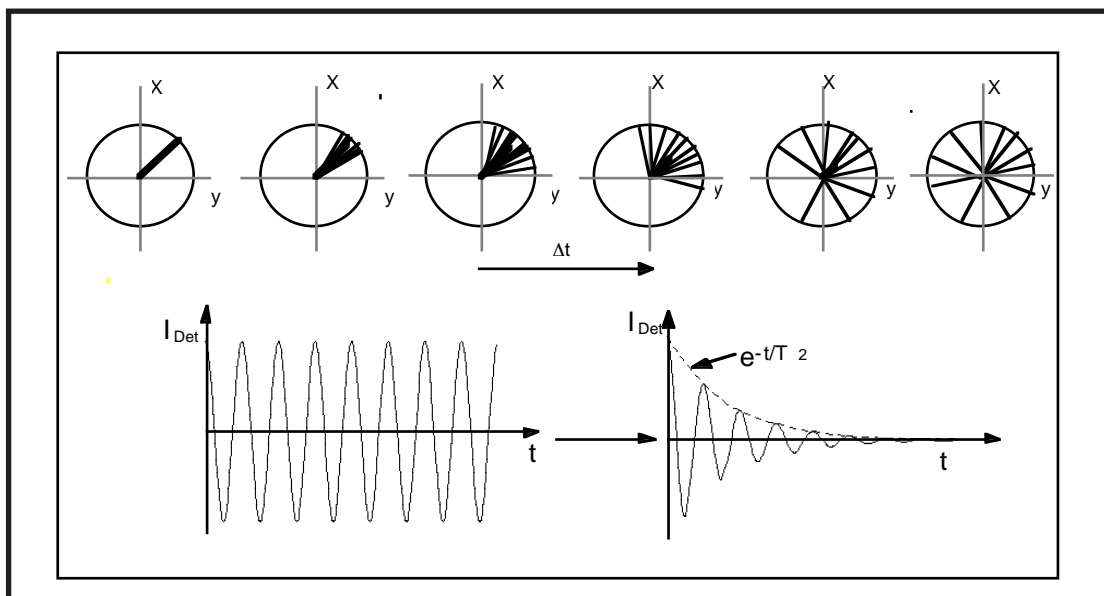 X X X X X X
y y y y y y
Δt
I Det I Det
e-t/T 2
t t